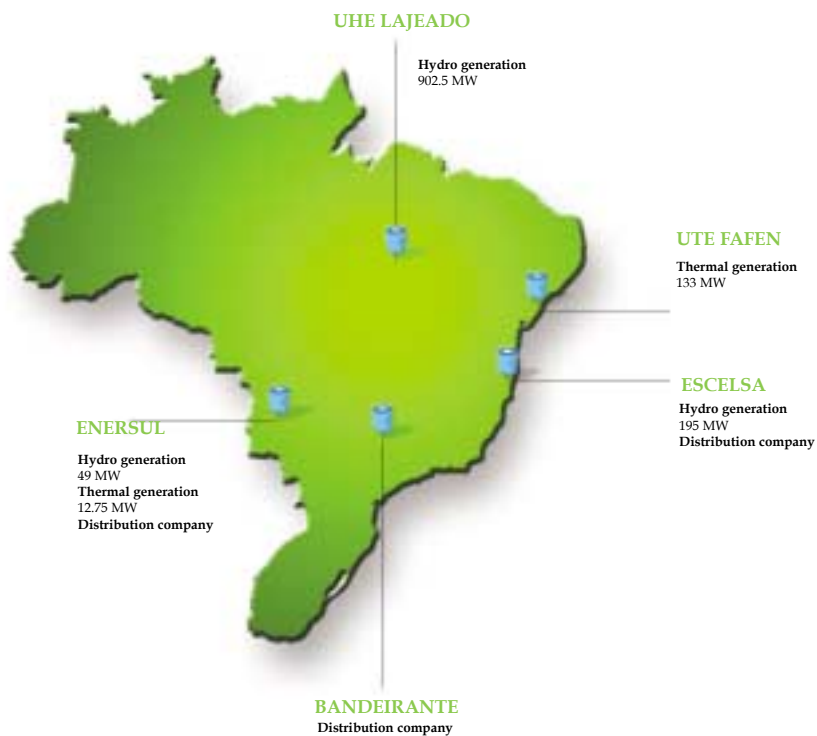 UHE LAJEADO
Hydro generation
902.5 MW
UTE FAFEN
Thermal generation
133 MW
ESCELSA
Hydro generation
195 MW
Distribution company
ENERSUL
Hydro generation
49 MW
Thermal generation
12.75 MW
Distribution company
BANDEIRANTE
Distribution company